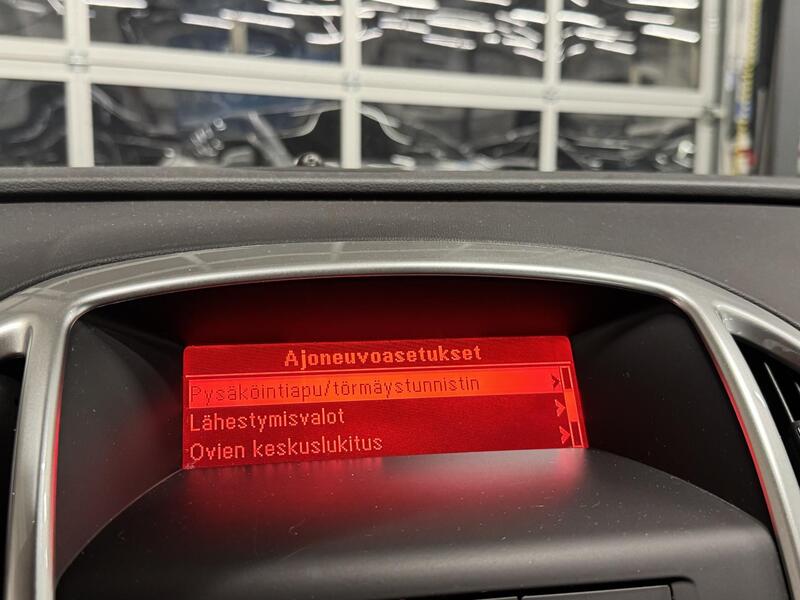 Ajoneuvoasetukset
Pysäköintiapu/törmäystunnistin
Lähestymisvalot
Ovien keskuslukitus